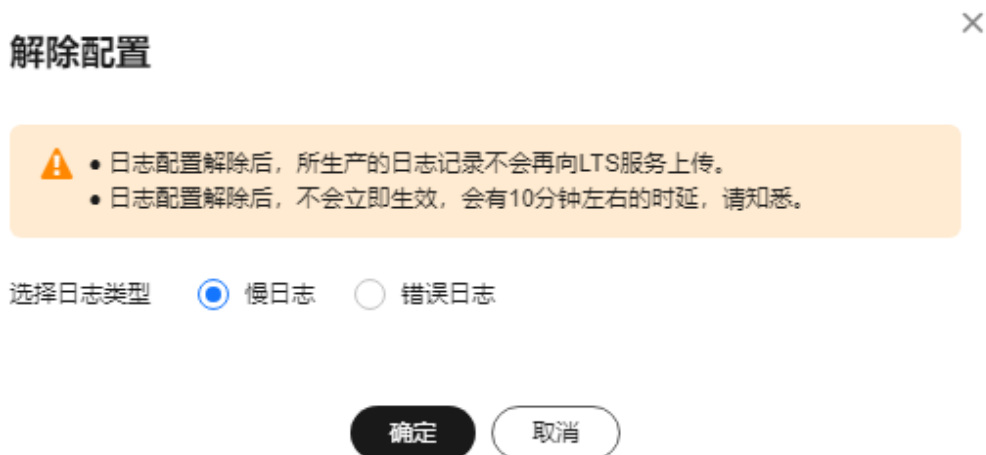 解除配置
● 日志配置解除后，所生产的日志记录不会再向LTS服务上传。
● 日志配置解除后，不会立即生效，会有10分钟左右的时延，请知悉。
选择日志类型 慢日志 错误日志
确定 取消